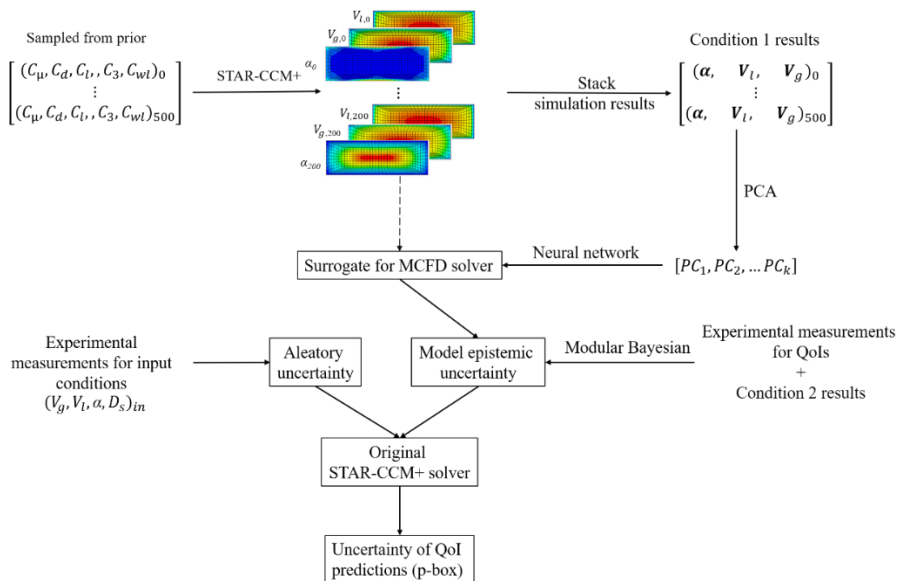 Sampled from prior
(C_μ, C_d, C_l, , C_3, C_wl)_0
⋮
(C_μ, C_d, C_l, , C_3, C_wl)_500
STAR-CCM+
V_l,0
V_g,0
α_0
⋮
V_l,200
V_g,200
α_200
Stack
simulation results
Condition 1 results
(α, V_l, V_g)_0
⋮
(α, V_l, V_g)_500
PCA
[PC_1, PC_2, … PC_k]
Neural network
Surrogate for MCFD solver
Experimental
measurements for input
conditions
(V_g, V_l, α, D_s)_in
Aleatory
uncertainty
Model epistemic
uncertainty
Modular Bayesian
Experimental measurements
for QoIs
+
Condition 2 results
Original
STAR-CCM+ solver
Uncertainty of QoI
predictions (p-box)